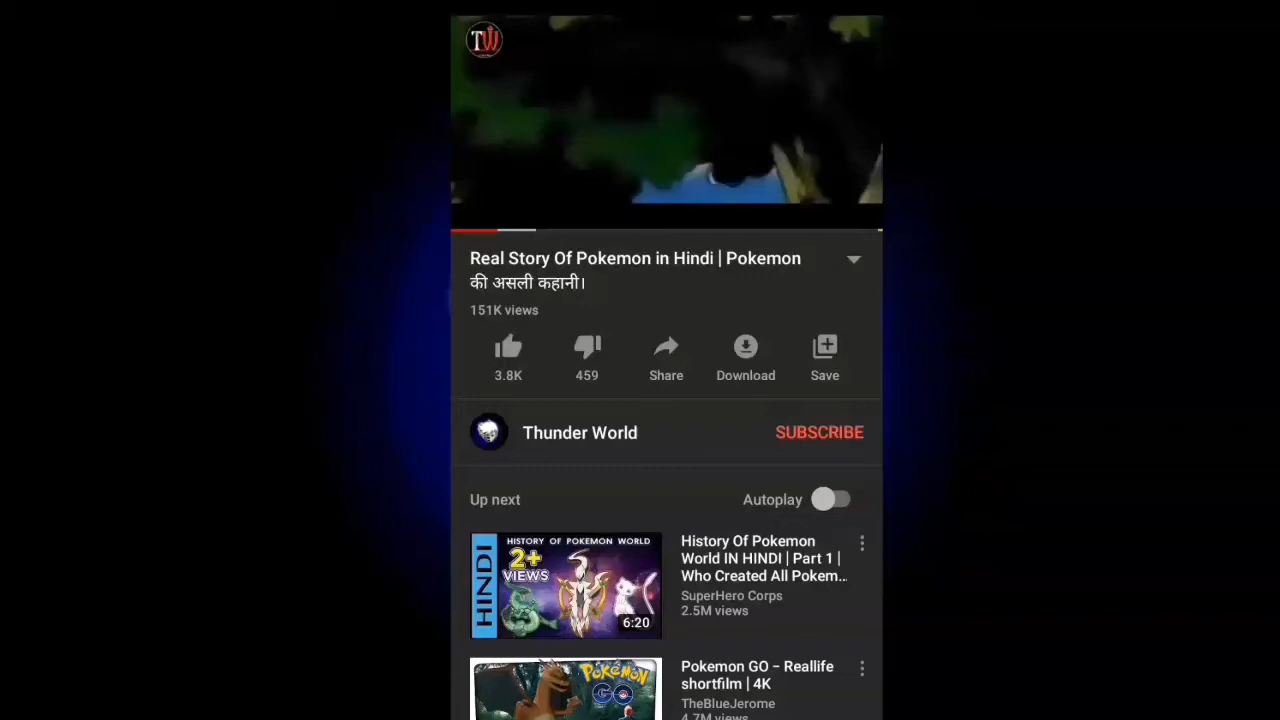 TW
Real Story Of Pokemon in Hindi | Pokemon
की असली कहानी।
151K views
3.8K
459
Share
Download
Save
Thunder World
SUBSCRIBE
Up next
Autoplay
HINDI
HISTORY OF POKEMON WORLD
2+
VIEWS
6:20
History Of Pokemon
World IN HINDI | Part 1 |
Who Created All Pokem...
SuperHero Corps
2.5M views
POKEMON
GO
Pokemon GO - Reallife
shortfilm | 4K
TheBlueJerome
4.7M views